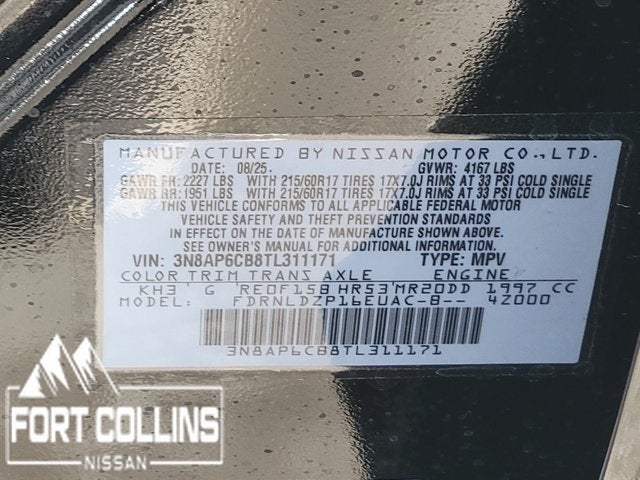 MANUFACTURED BY NISSAN MOTOR CO., LTD.
DATE: 08/25. GVWR: 4167 LBS
GAWR FR: 2227 LBS WITH 215/60R17 TIRES 17X7.0J RIMS AT 33 PSI COLD SINGLE
GAWR RR: 1951 LBS WITH 215/60R17 TIRES 17X7.0J RIMS AT 33 PSI COLD SINGLE
THIS VEHICLE CONFORMS TO ALL APPLICABLE FEDERAL MOTOR
VEHICLE SAFETY AND THEFT PREVENTION STANDARDS
IN EFFECT ON THE DATE OF MANUFACTURE SHOWN ABOVE.
SEE OWNER'S MANUAL FOR ADDITIONAL INFORMATION.
VIN: 3N8AP6CB8TL311171 TYPE: MPV
COLOR TRIM TRANS AXLE ENGINE
KH3 G RE0F15B HR53 MR20DD 1997 CC
MODEL: FDRNLDZP16EUAC-B-- 4Z000
3N8AP6CB8TL311171
FORT COLLINS
NISSAN